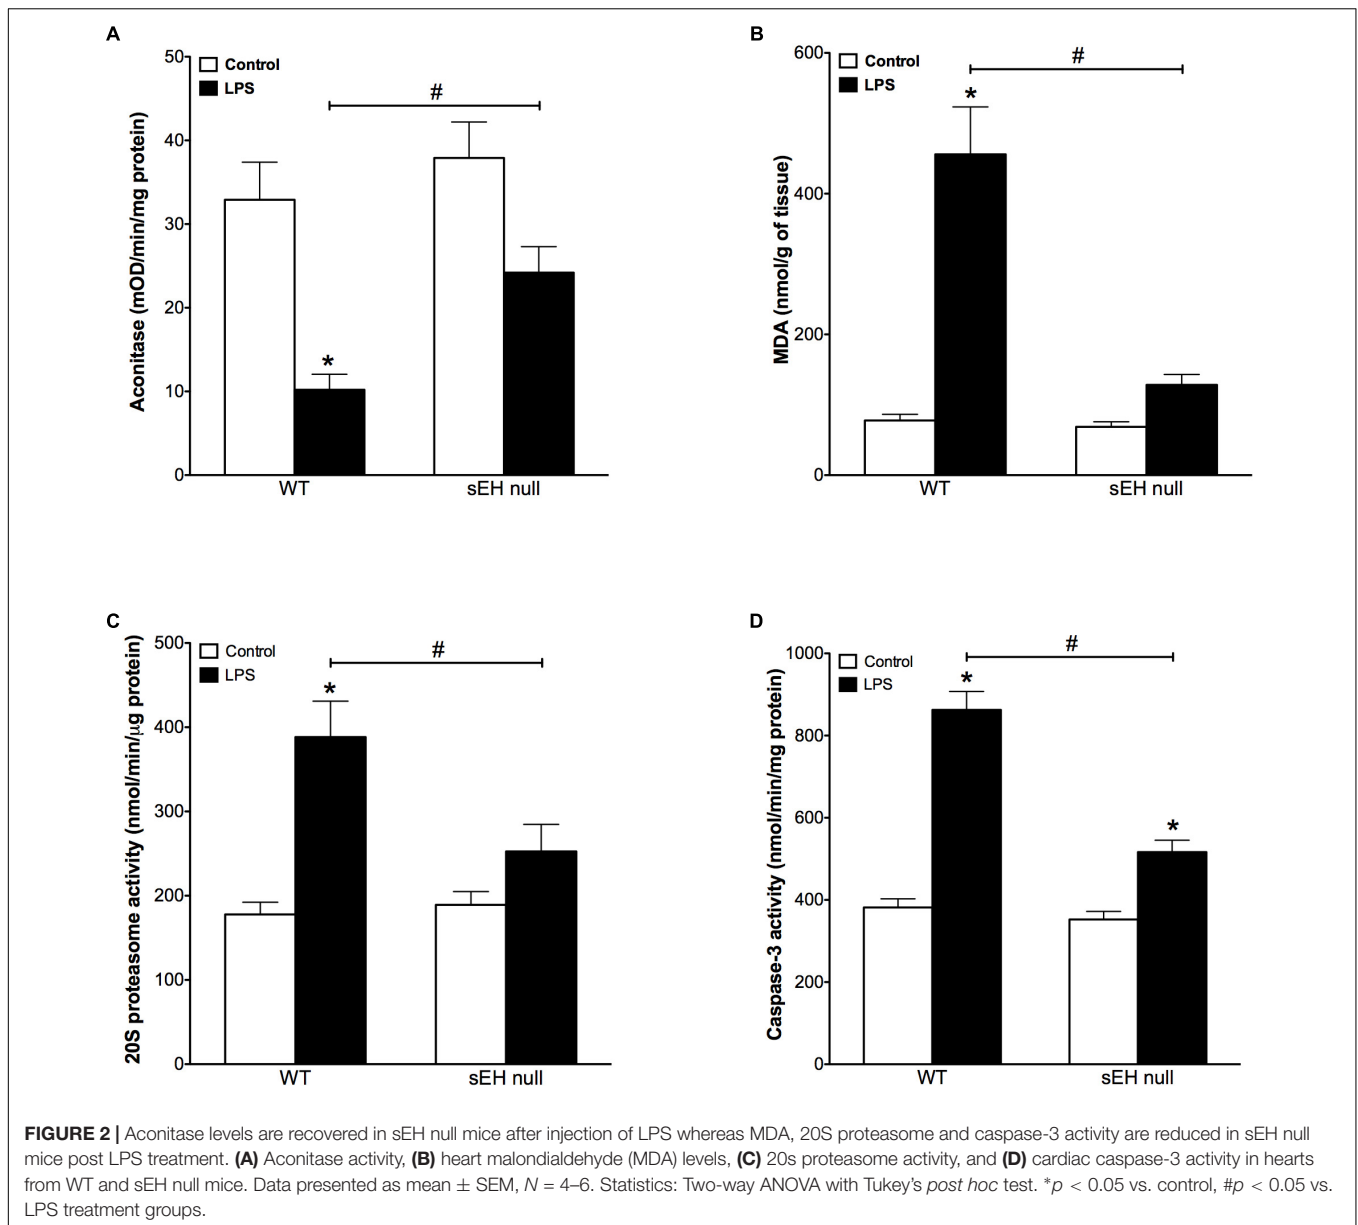 A
Control
LPS
#
*
Aconitase (mOD/min/mg protein)
50
40
30
20
10
0
WT
sEH null
B
Control
LPS
#
*
MDA (nmol/g of tissue)
600
400
200
0
WT
sEH null
C
Control
LPS
#
*
20S proteasome activity (nmol/min/μg protein)
500
400
300
200
100
0
WT
sEH null
D
Control
LPS
#
*
*
Caspase-3 activity (nmol/min/mg protein)
1000
800
600
400
200
0
WT
sEH null
FIGURE 2 | Aconitase levels are recovered in sEH null mice after injection of LPS whereas MDA, 20S proteasome and caspase-3 activity are reduced in sEH null
mice post LPS treatment. (A) Aconitase activity, (B) heart malondialdehyde (MDA) levels, (C) 20s proteasome activity, and (D) cardiac caspase-3 activity in hearts
from WT and sEH null mice. Data presented as mean ± SEM, N = 4–6. Statistics: Two-way ANOVA with Tukey's post hoc test. *p < 0.05 vs. control, #p < 0.05 vs.
LPS treatment groups.